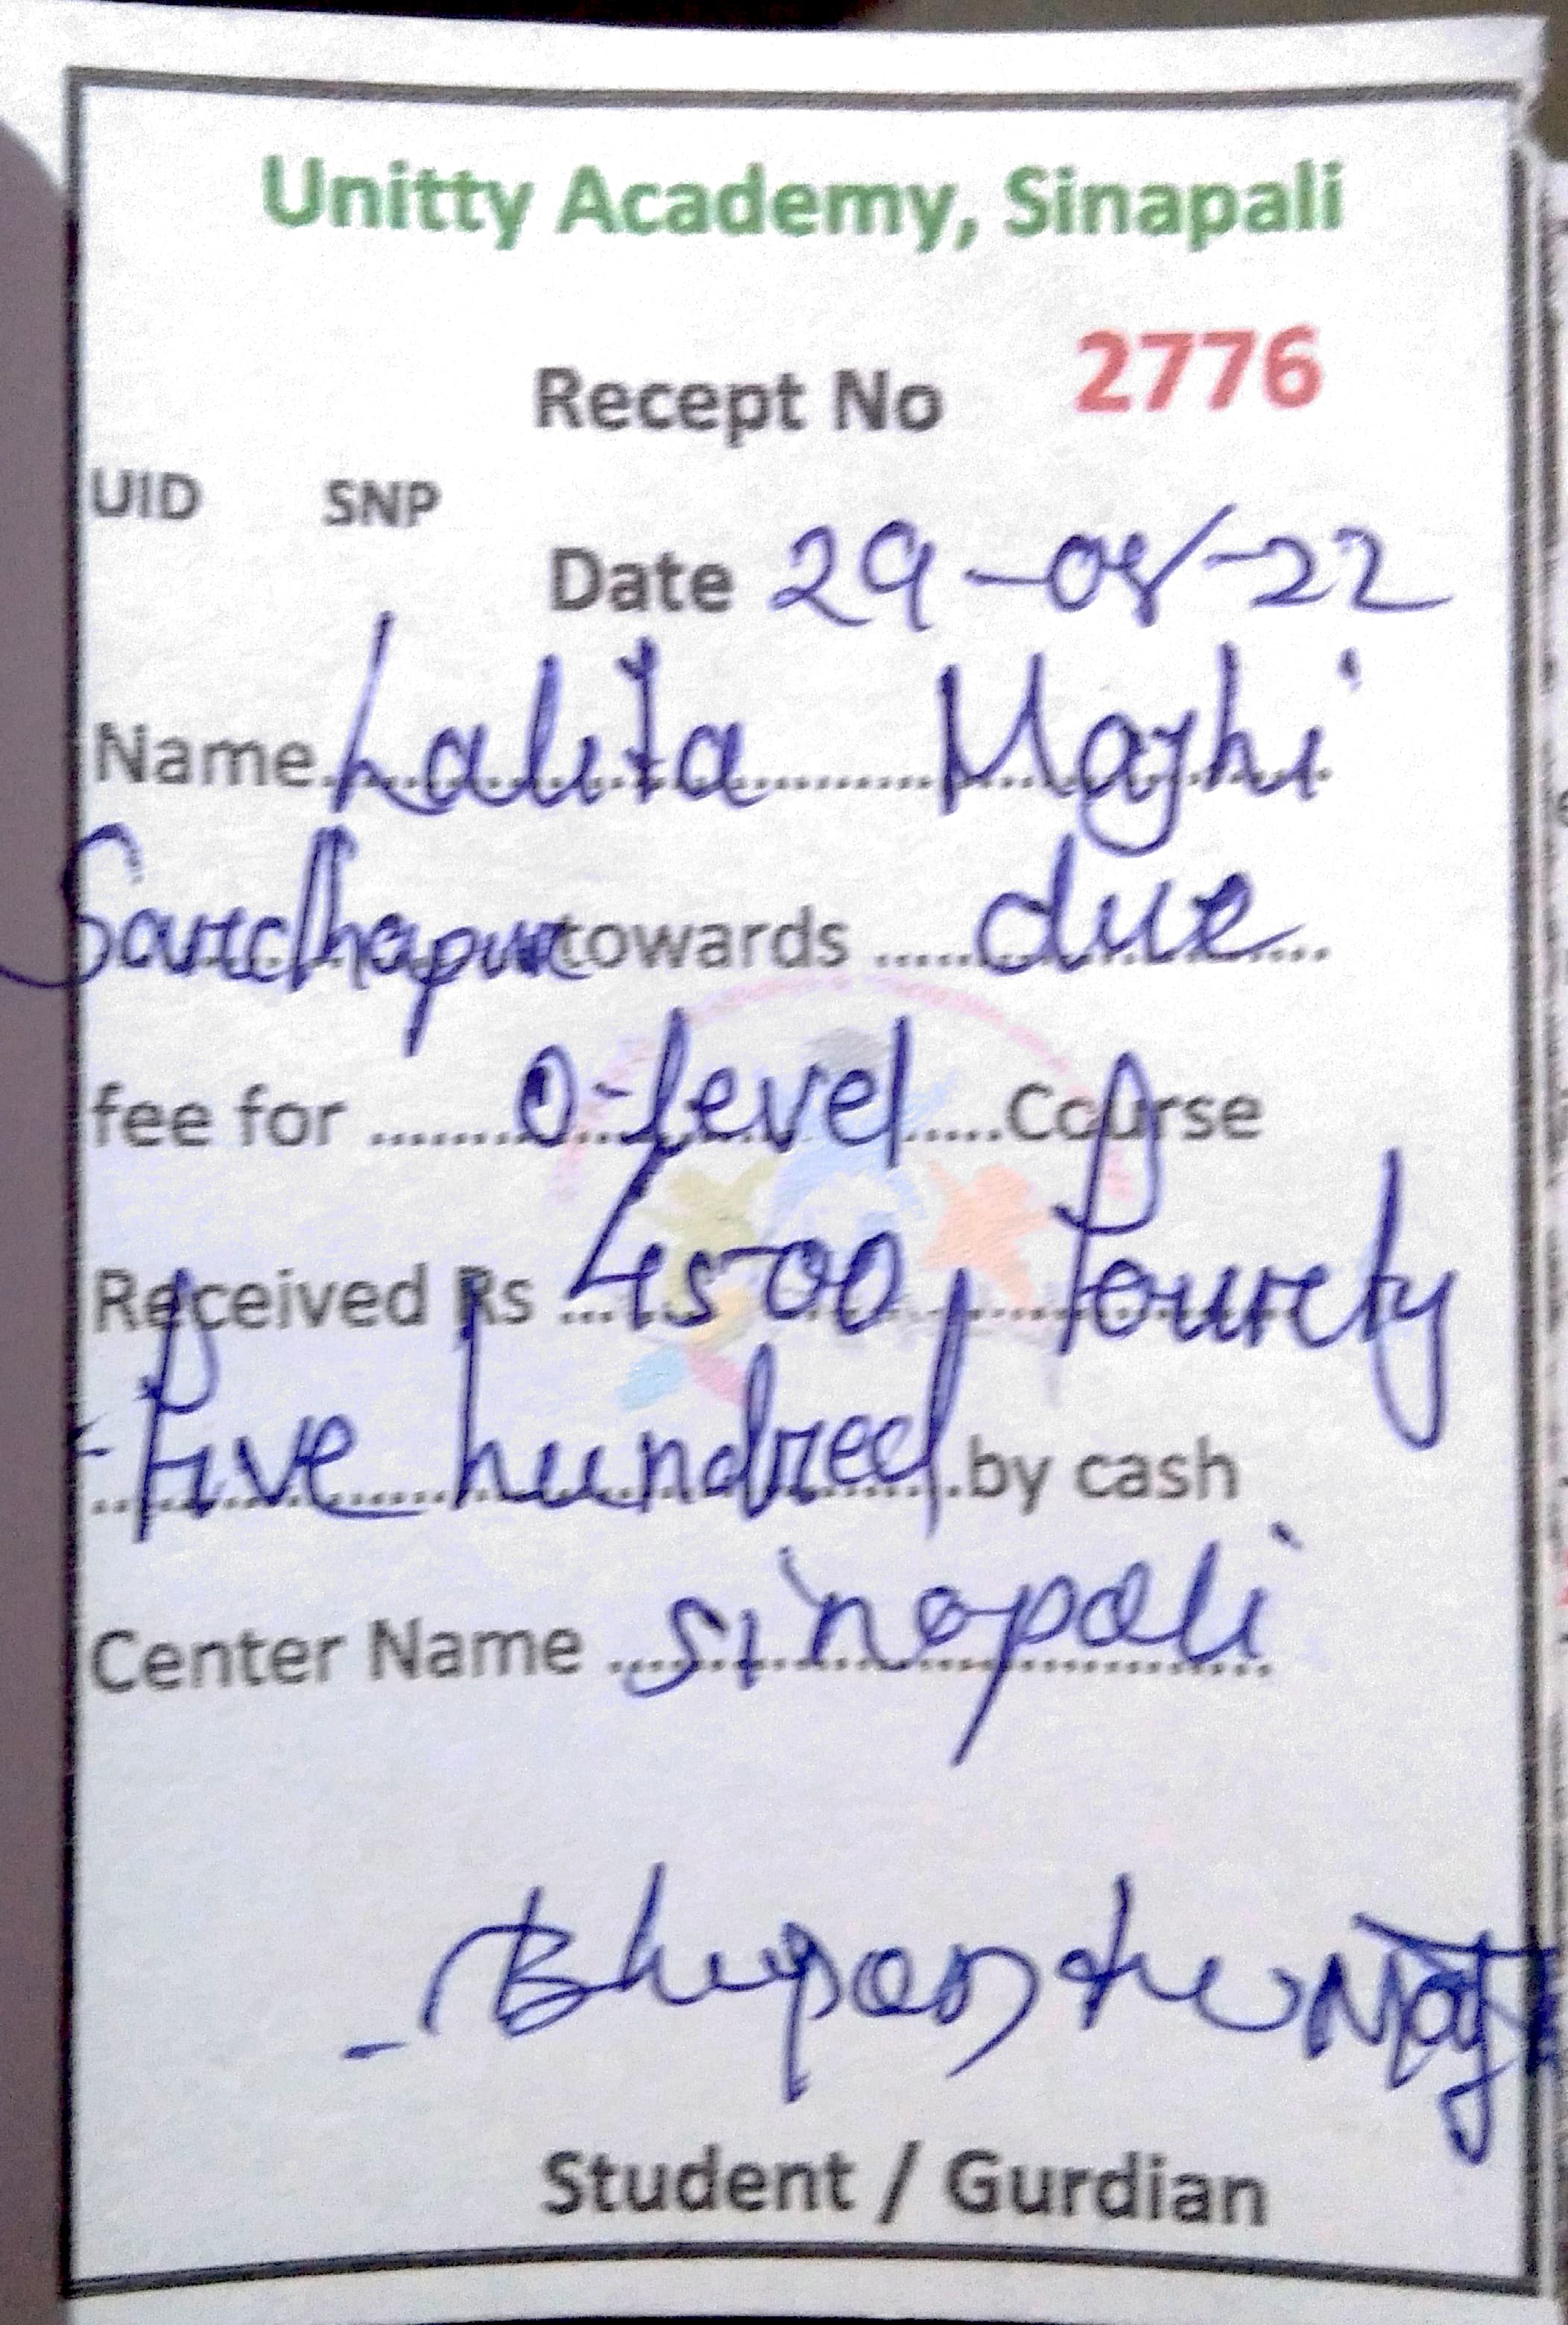 Unitty Academy, Sinapali
Recept No 2776
UID SNP
Date 29-08-22
Name Lalita Majhi
towards due
fee for O-level Course
Received Rs 4500, Fourty
Five hundred by cash
Center Name Sinapali
Student / Gurdian